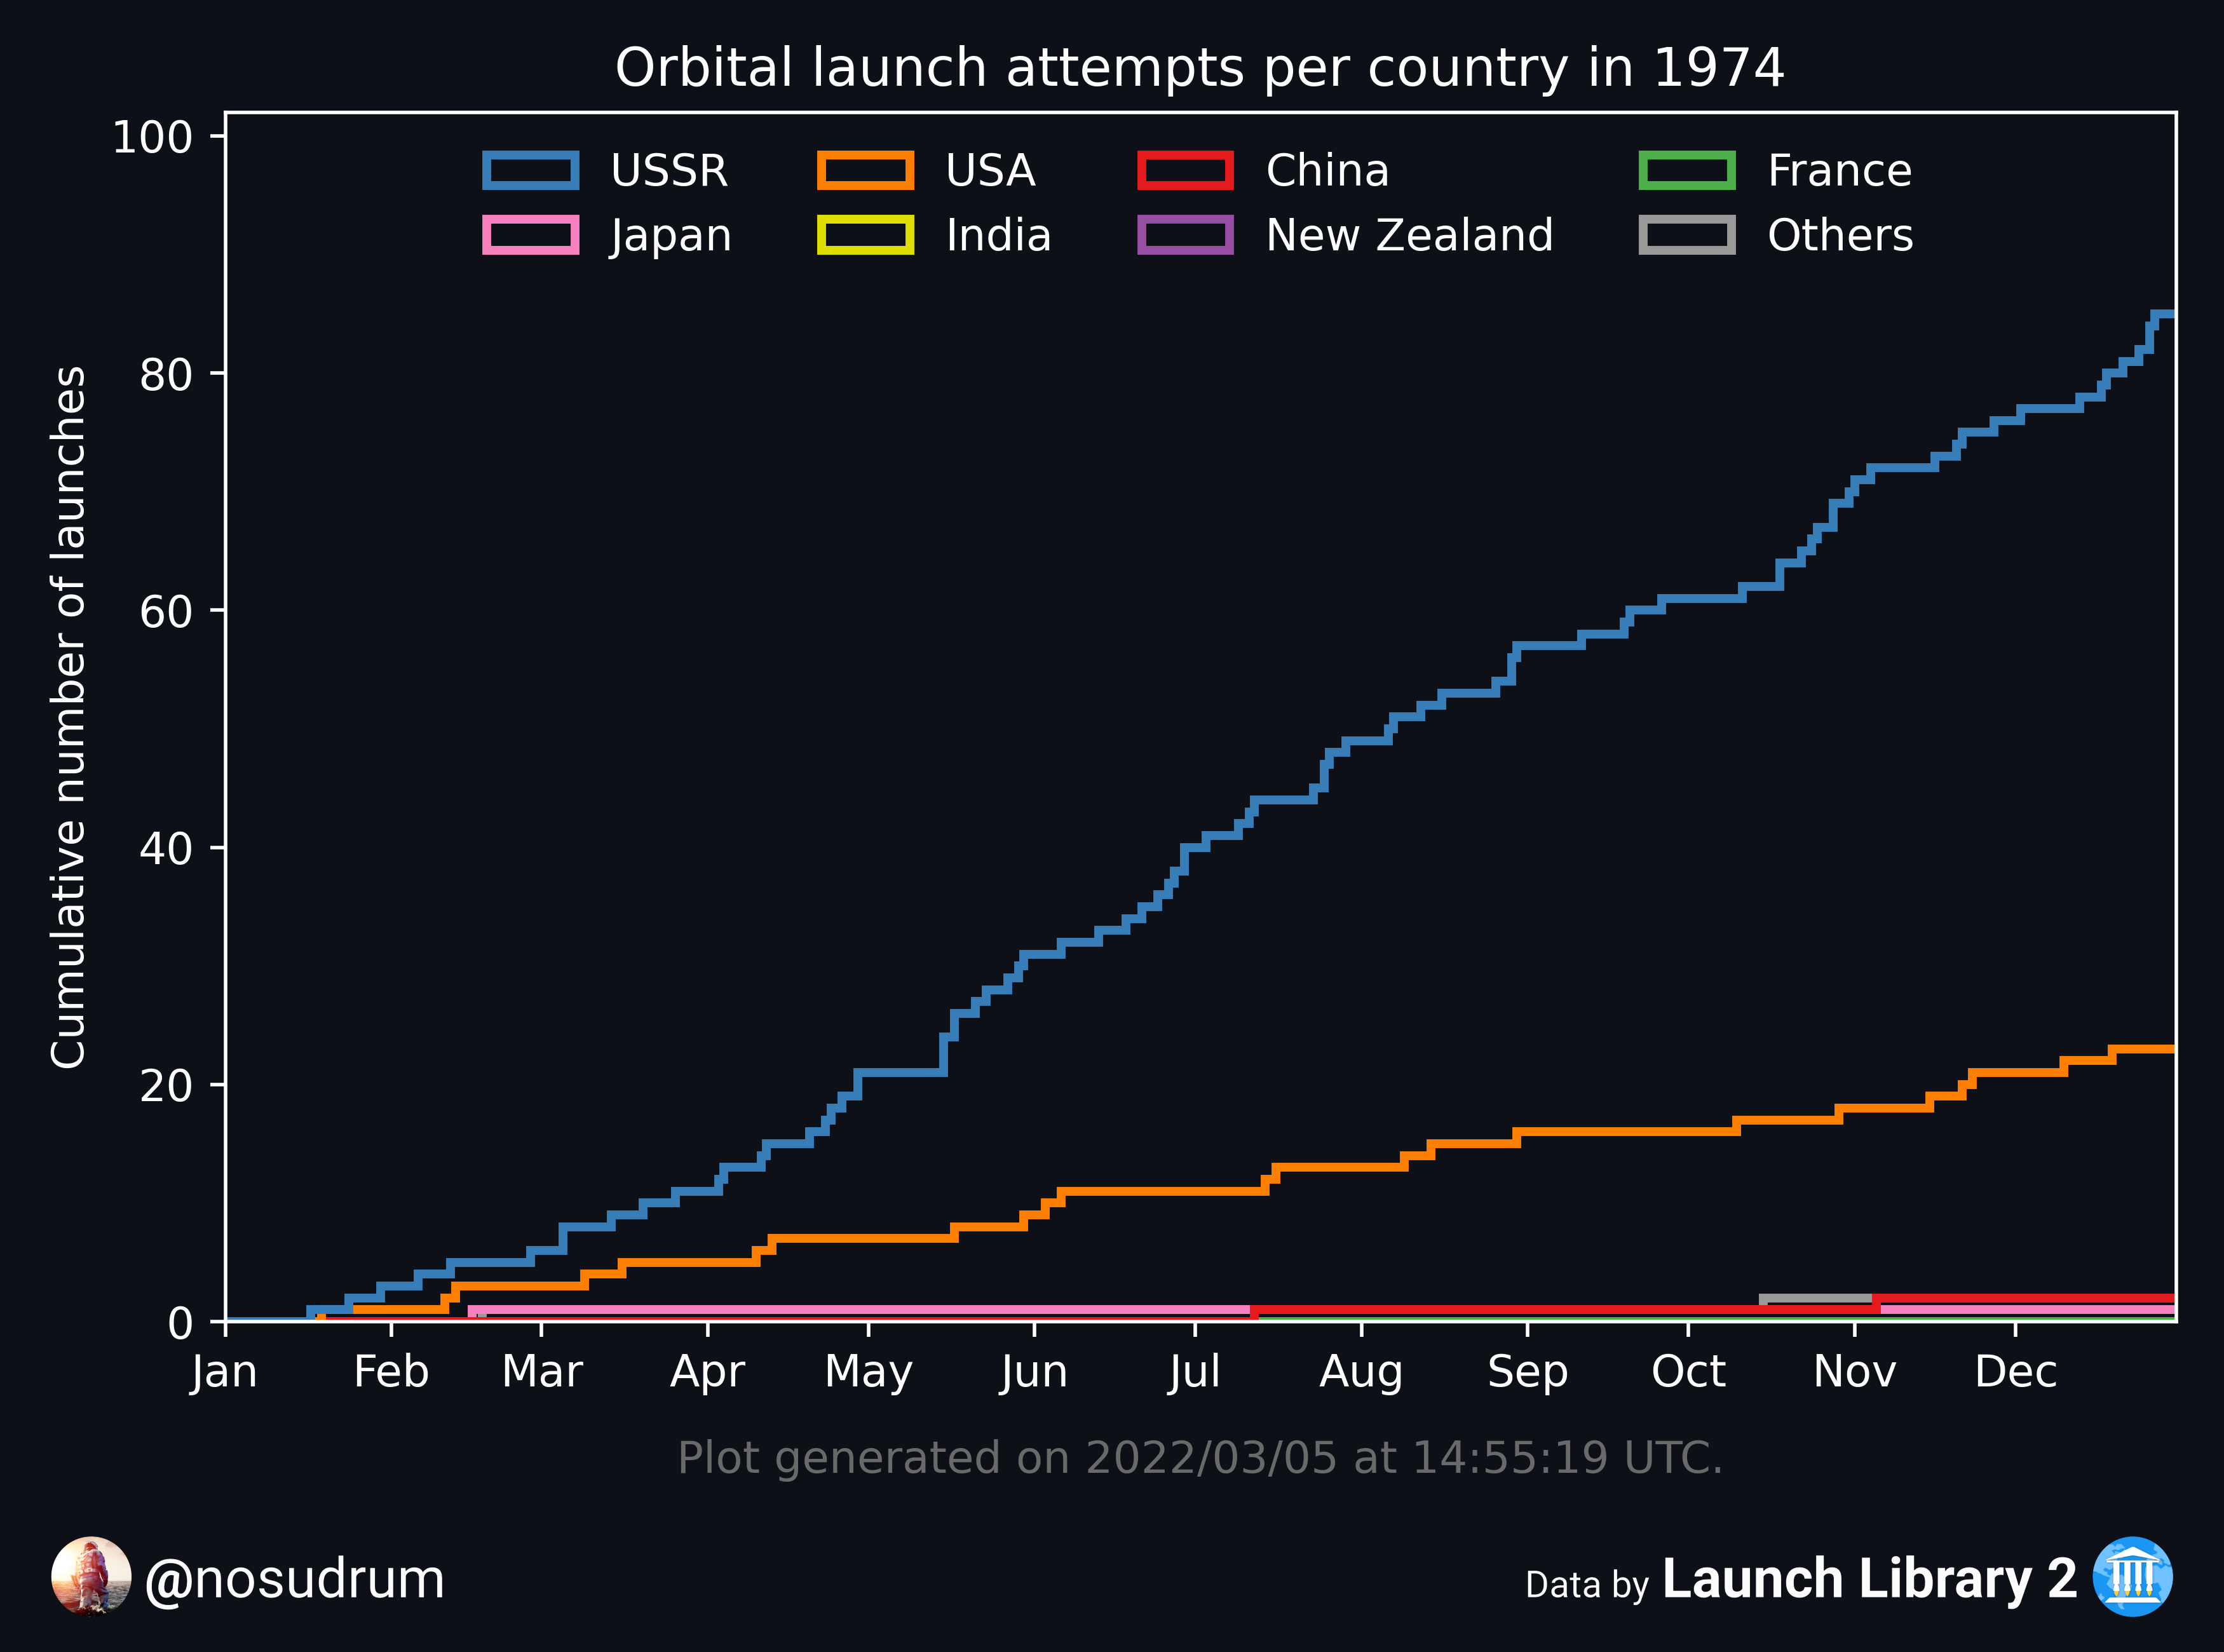 Orbital launch attempts per country in 1974
USSR USA China France
Japan India New Zealand Others
Cumulative number of launches
100
80
60
40
20
0
Jan Feb Mar Apr May Jun Jul Aug Sep Oct Nov Dec
Plot generated on 2022/03/05 at 14:55:19 UTC.
@nosudrum
Data by Launch Library 2